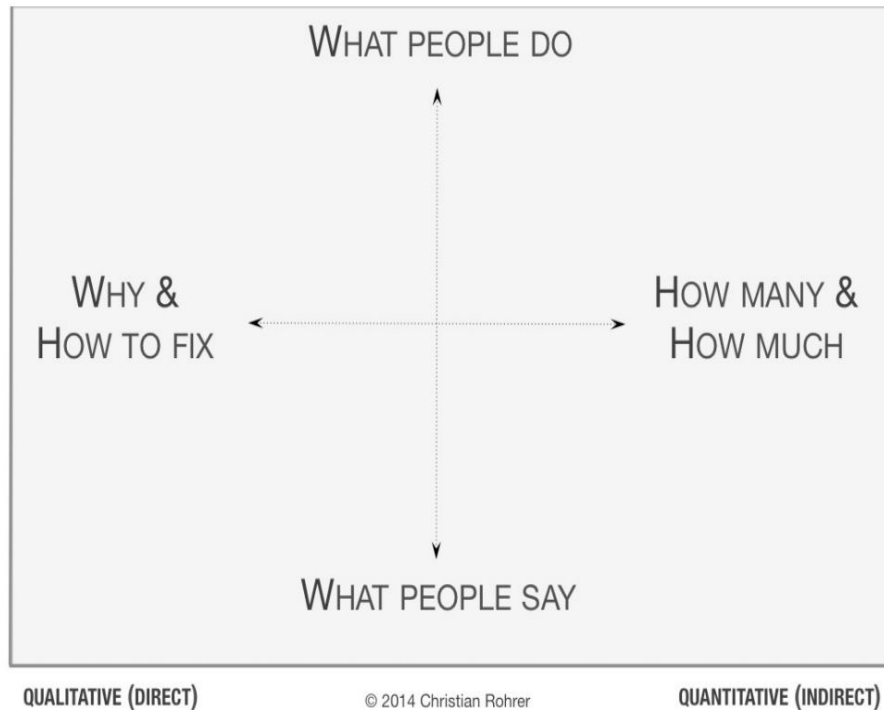 WHAT PEOPLE DO
WHY &
HOW TO FIX
HOW MANY &
HOW MUCH
WHAT PEOPLE SAY
QUALITATIVE (DIRECT)
© 2014 Christian Rohrer
QUANTITATIVE (INDIRECT)